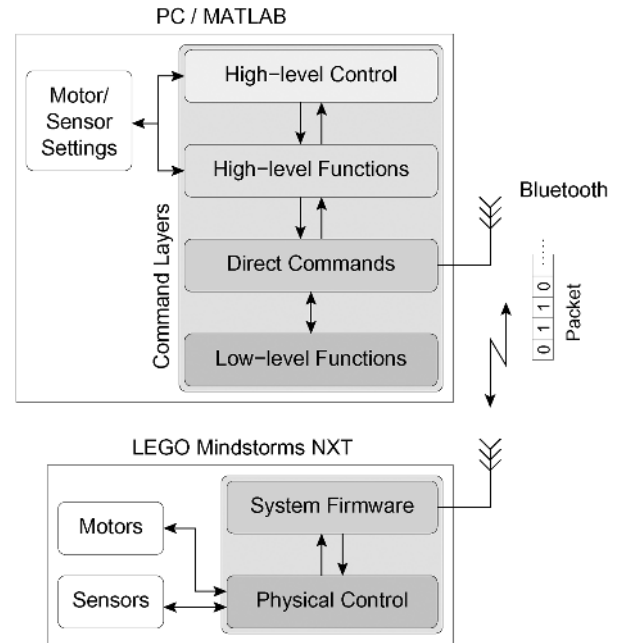 PC / MATLAB
High-level Control
Motor/
Sensor
Settings
High-level Functions
Command Layers
Direct Commands
Low-level Functions
Bluetooth
0 1 1 0 .....
Packet
LEGO Mindstorms NXT
System Firmware
Motors
Sensors
Physical Control